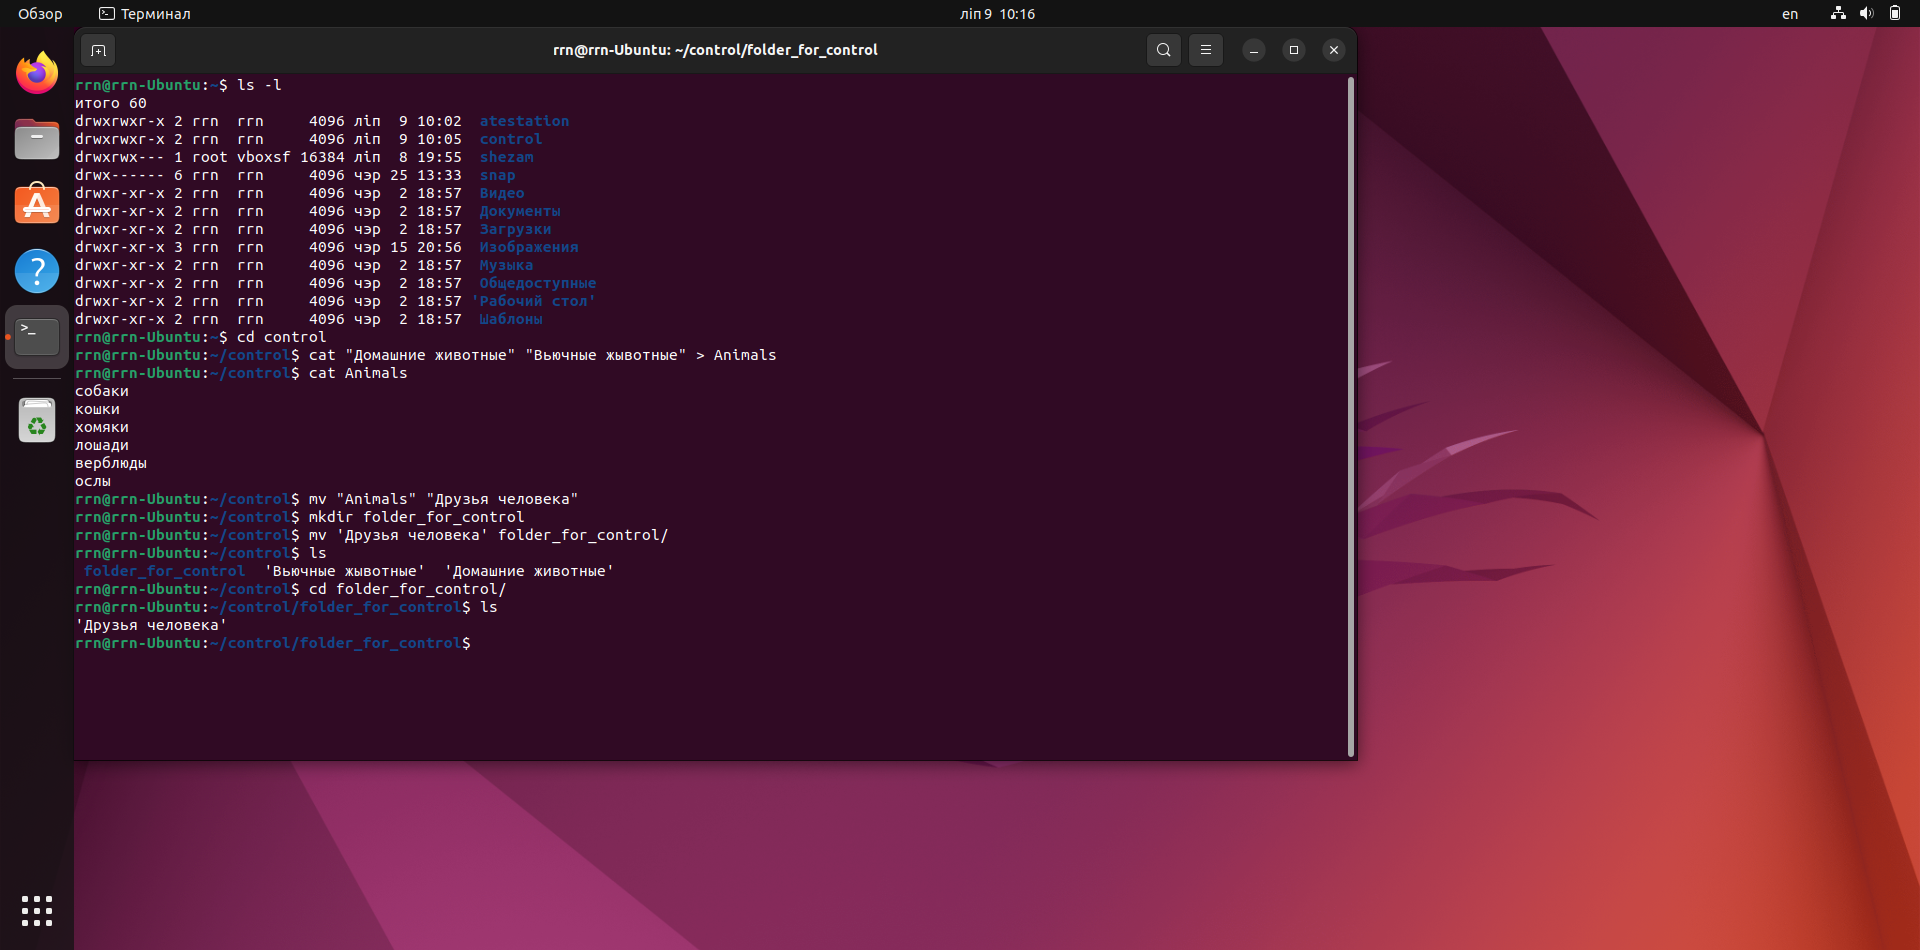 Обзор Терминал ліп 9 10:16 en
rrn@rrn-Ubuntu: ~/control/folder_for_control
rrn@rrn-Ubuntu:~$ ls -l
итого 60
drwxrwxr-x 2 rrn  rrn     4096 ліп  9 10:02  atestation
drwxrwxr-x 2 rrn  rrn     4096 ліп  9 10:05  control
drwxrwx--- 1 root vboxsf 16384 ліп  8 19:55  shezam
drwx------ 6 rrn  rrn     4096 чэр 25 13:33  snap
drwxr-xr-x 2 rrn  rrn     4096 чэр  2 18:57  Видео
drwxr-xr-x 2 rrn  rrn     4096 чэр  2 18:57  Документы
drwxr-xr-x 2 rrn  rrn     4096 чэр  2 18:57  Загрузки
drwxr-xr-x 3 rrn  rrn     4096 чэр 15 20:56  Изображения
drwxr-xr-x 2 rrn  rrn     4096 чэр  2 18:57  Музыка
drwxr-xr-x 2 rrn  rrn     4096 чэр  2 18:57  Общедоступные
drwxr-xr-x 2 rrn  rrn     4096 чэр  2 18:57 'Рабочий стол'
drwxr-xr-x 2 rrn  rrn     4096 чэр  2 18:57  Шаблоны
rrn@rrn-Ubuntu:~$ cd control
rrn@rrn-Ubuntu:~/control$ cat "Домашние животные" "Вьючные жывотные" > Animals
rrn@rrn-Ubuntu:~/control$ cat Animals
собаки
кошки
хомяки
лошади
верблюды
ослы
rrn@rrn-Ubuntu:~/control$ mv "Animals" "Друзья человека"
rrn@rrn-Ubuntu:~/control$ mkdir folder_for_control
rrn@rrn-Ubuntu:~/control$ mv 'Друзья человека' folder_for_control/
rrn@rrn-Ubuntu:~/control$ ls
folder_for_control  'Вьючные жывотные'  'Домашние животные'
rrn@rrn-Ubuntu:~/control$ cd folder_for_control/
rrn@rrn-Ubuntu:~/control/folder_for_control$ ls
'Друзья человека'
rrn@rrn-Ubuntu:~/control/folder_for_control$